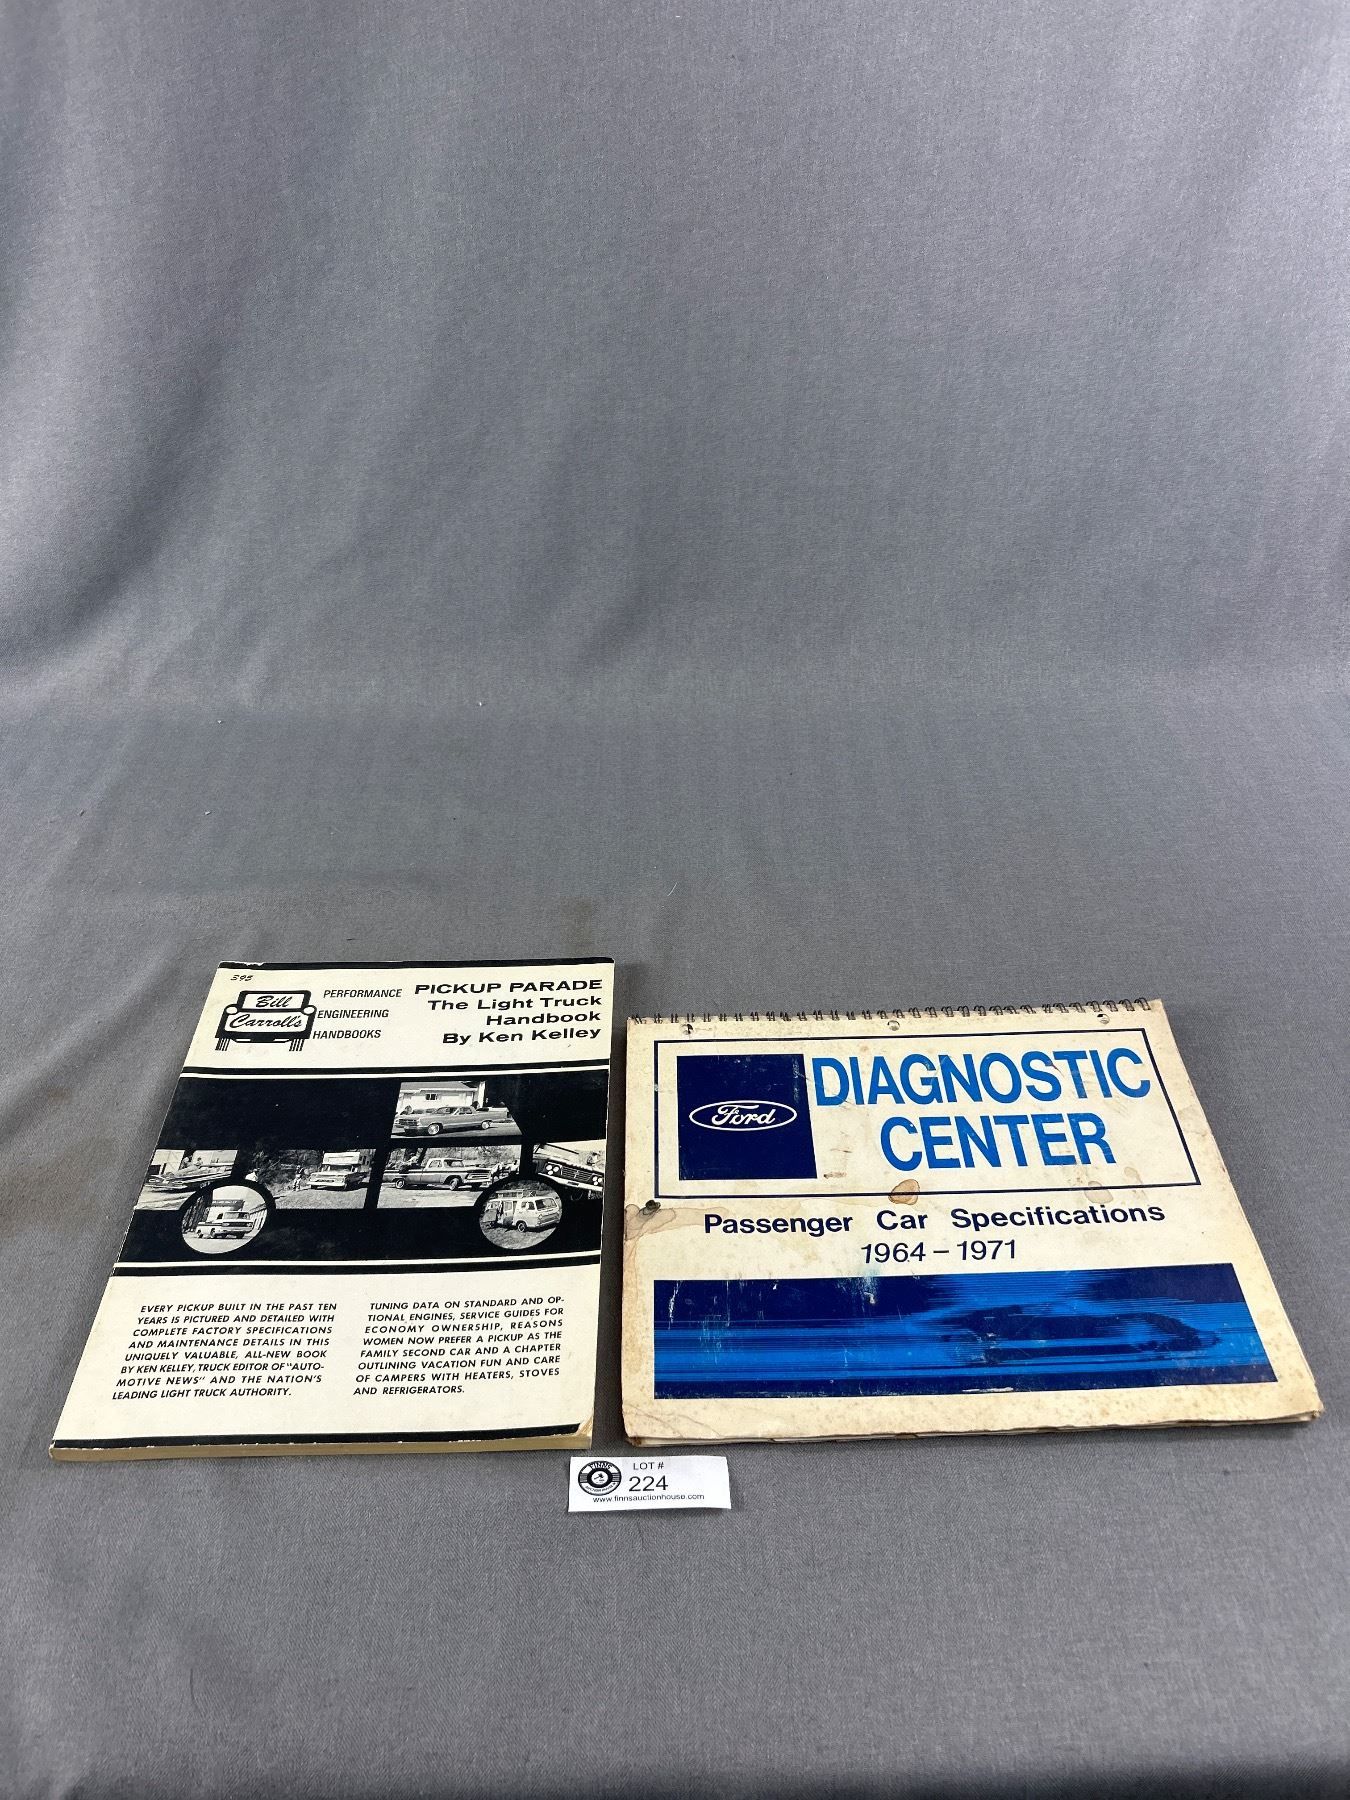 395
Bill
Carroll's
PERFORMANCE
ENGINEERING
HANDBOOKS
PICKUP PARADE
The Light Truck
Handbook
By Ken Kelley
EVERY PICKUP BUILT IN THE PAST TEN
YEARS IS PICTURED AND DETAILED WITH
COMPLETE FACTORY SPECIFICATIONS
AND MAINTENANCE DETAILS IN THIS
UNIQUELY VALUABLE, ALL-NEW BOOK
BY KEN KELLEY, TRUCK EDITOR OF "AUTO-
MOTIVE NEWS" AND THE NATION'S
LEADING LIGHT TRUCK AUTHORITY.
TUNING DATA ON STANDARD AND OP-
TIONAL ENGINES, SERVICE GUIDES FOR
ECONOMY OWNERSHIP, REASONS
WOMEN NOW PREFER A PICKUP AS THE
FAMILY SECOND CAR AND A CHAPTER
OUTLINING VACATION FUN AND CARE
OF CAMPERS WITH HEATERS, STOVES
AND REFRIGERATORS.
Ford
DIAGNOSTIC
CENTER
Passenger Car Specifications
1964-1971
FINNS
LOT #
224
www.finnsauctionhouse.com